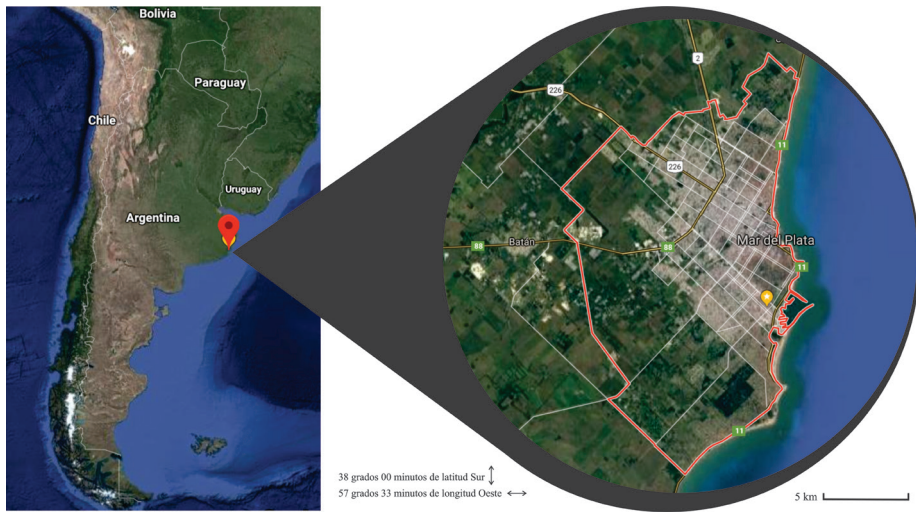 Bolivia
Paraguay
Chile
Uruguay
Argentina
2
226
11
226
Mar del Plata
88
Batán
88
11
11
38 grados 00 minutos de latitud Sur
57 grados 33 minutos de longitud Oeste
5 km